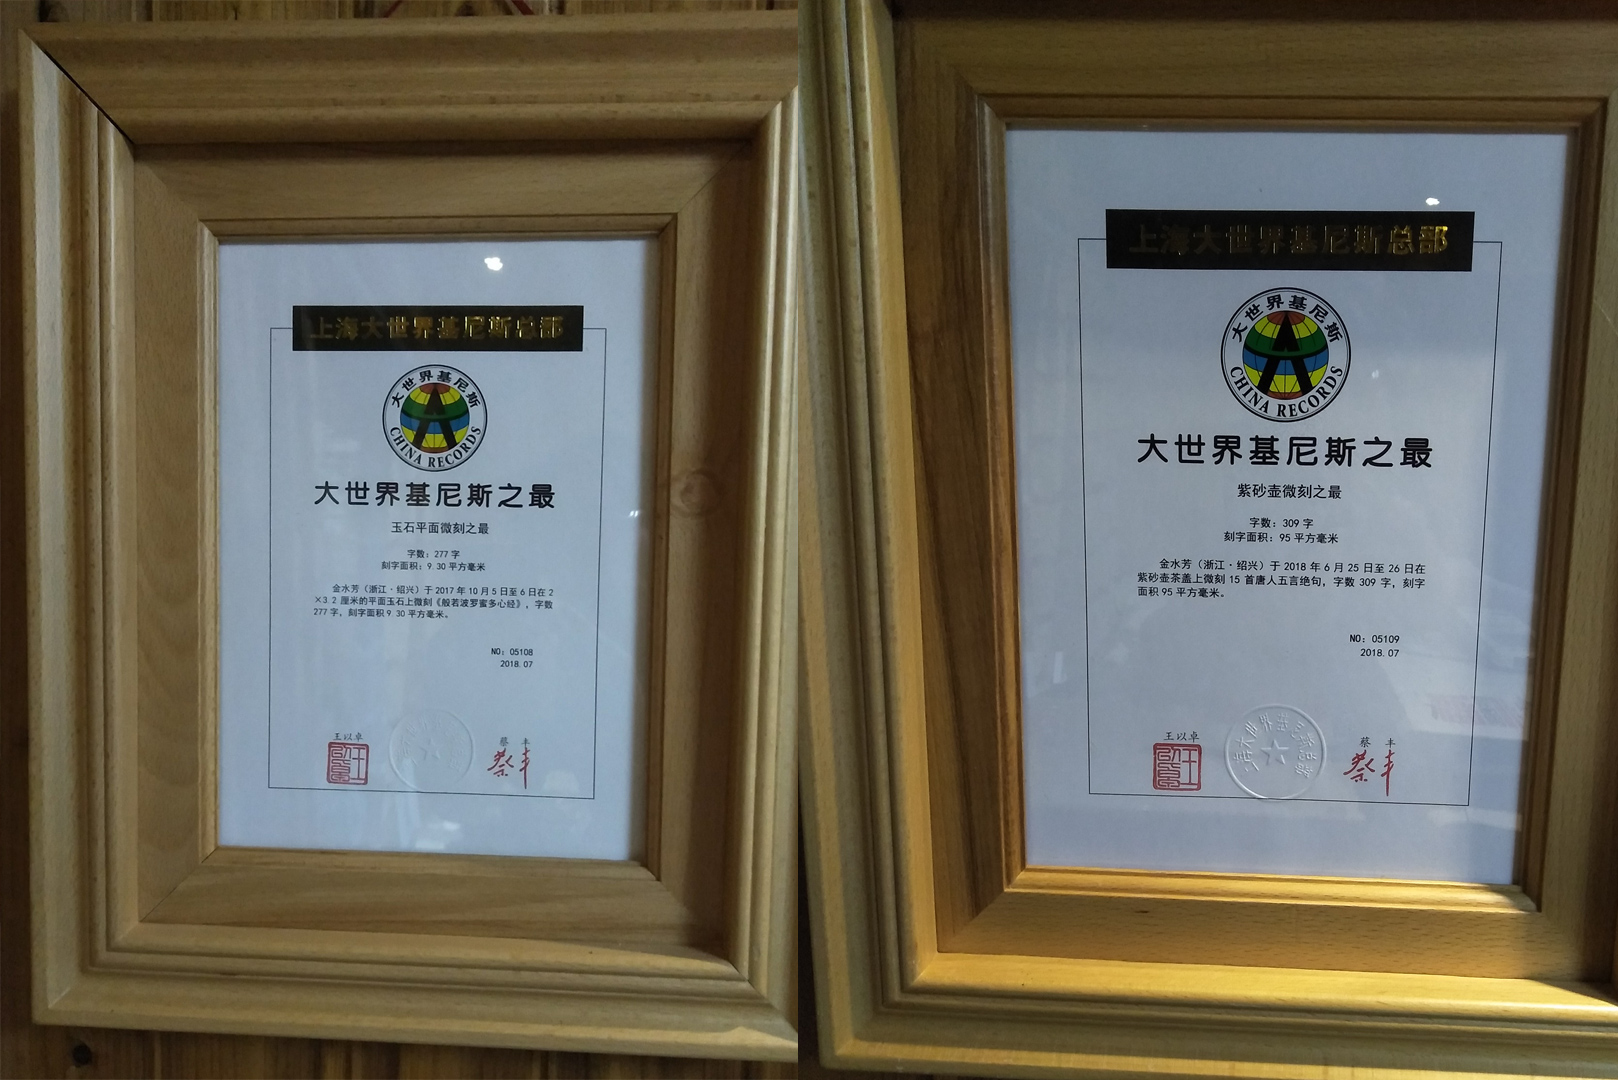 上海大世界基尼斯总部
大世界基尼斯
CHINA RECORDS
大世界基尼斯之最
玉石平面微刻之最
字数：277 字
刻字面积：9.30 平方毫米
金水芳（浙江·绍兴）于 2017 年 10 月 5 日至 6 日在 2
×3.2 厘米的平面玉石上微刻《般若波罗蜜多心经》，字数
277 字，刻字面积 9.30 平方毫米。
NO：05108
2018.07
王以卓
蔡 丰
蔡丰
上海大世界基尼斯总部
大世界基尼斯
CHINA RECORDS
大世界基尼斯之最
紫砂壶微刻之最
字数：309 字
刻字面积：95 平方毫米
金水芳（浙江·绍兴）于 2018 年 6 月 25 日至 26 日在
紫砂壶茶盖上微刻 15 首唐人五言绝句，字数 309 字，刻字
面积 95 平方毫米。
NO：05109
2018.07
王以卓
蔡 丰
蔡丰